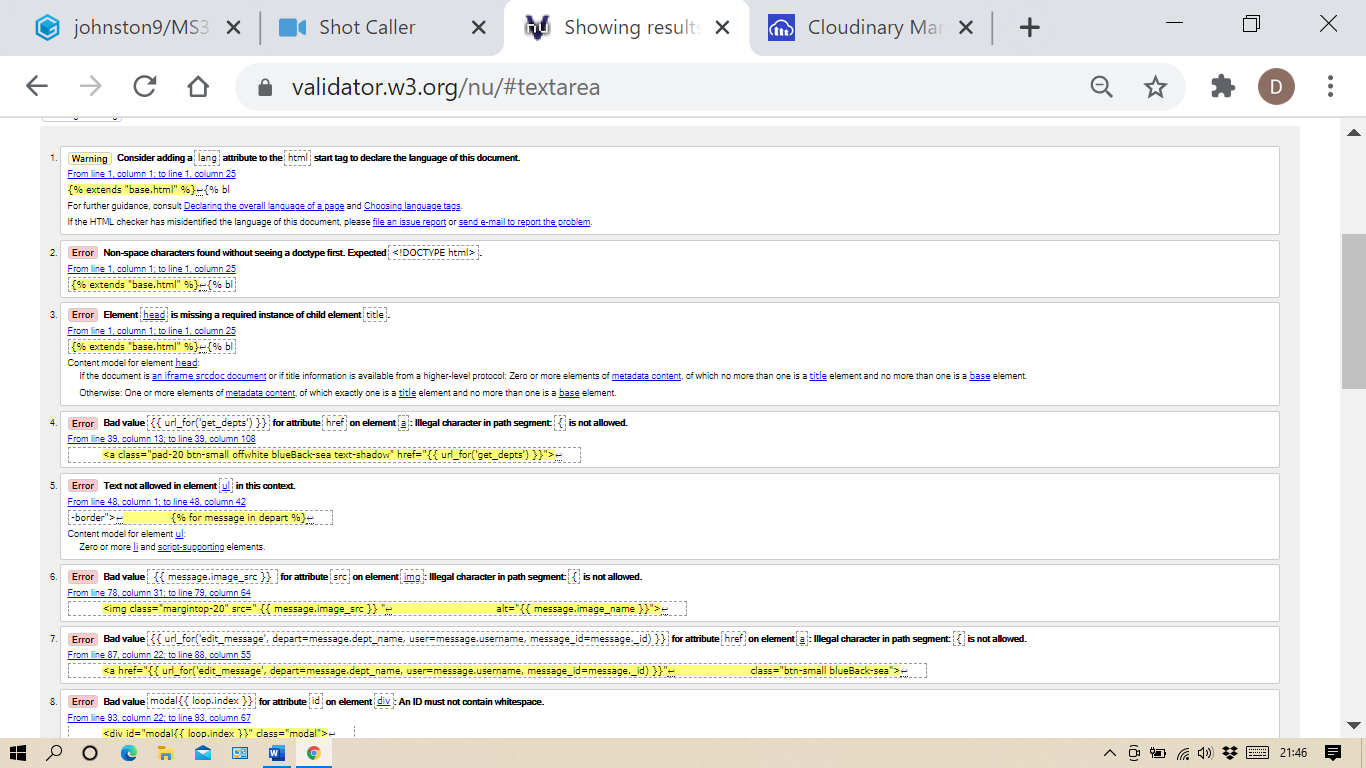 johnston9/MS3
Shot Caller
Showing results
Cloudinary Mar
validator.w3.org/nu/#textarea
D
1. Warning Consider adding a lang attribute to the html start tag to declare the language of this document.
From line 1, column 1; to line 1, column 25
{% extends "base.html" %}↩{% bl
For further guidance, consult Declaring the overall language of a page and Choosing language tags.
If the HTML checker has misidentified the language of this document, please file an issue report or send e-mail to report the problem.
2. Error Non-space characters found without seeing a doctype first. Expected <!DOCTYPE html>.
From line 1, column 1; to line 1, column 25
{% extends "base.html" %}↩{% bl
3. Error Element head is missing a required instance of child element title.
From line 1, column 1; to line 1, column 25
{% extends "base.html" %}↩{% bl
Content model for element head:
If the document is an iframe srcdoc document or if title information is available from a higher-level protocol: Zero or more elements of metadata content, of which no more than one is a title element and no more than one is a base element.
Otherwise: One or more elements of metadata content, of which exactly one is a title element and no more than one is a base element.
4. Error Bad value {{ url_for('get_depts') }} for attribute href on element a: Illegal character in path segment: { is not allowed.
From line 39, column 13; to line 39, column 108
<a class="pad-20 btn-small offwhite blueBack-sea text-shadow" href="{{ url_for('get_depts') }}">↩
5. Error Text not allowed in element ul in this context.
From line 48, column 1; to line 48, column 42
-border">↩ {% for message in depart %}↩
Content model for element ul:
Zero or more li and script-supporting elements.
6. Error Bad value {{ message.image_src }} for attribute src on element img: Illegal character in path segment: { is not allowed.
From line 78, column 31; to line 79, column 64
<img class="margintop-20" src=" {{ message.image_src }} "↩ alt="{{ message.image_name }}">↩
7. Error Bad value {{ url_for('edit_message', depart=message.dept_name, user=message.username, message_id=message._id) }} for attribute href on element a: Illegal character in path segment: { is not allowed.
From line 87, column 22; to line 88, column 55
<a href="{{ url_for('edit_message', depart=message.dept_name, user=message.username, message_id=message._id) }}"↩ class="btn-small blueBack-sea">↩
8. Error Bad value modal{{ loop.index }} for attribute id on element div: An ID must not contain whitespace.
From line 93, column 22; to line 93, column 67
<div id="modal{{ loop.index }}" class="modal">↩
21:46